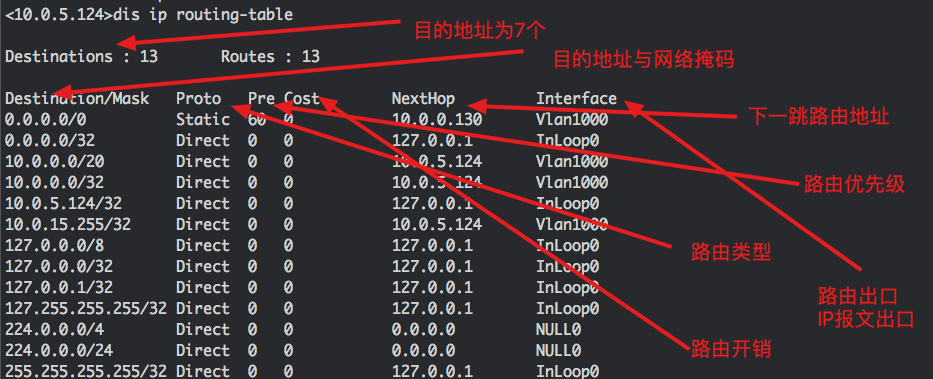 <10.0.5.124>dis ip routing-table
目的地址为7个
Destinations : 13 Routes : 13
目的地址与网络掩码
Destination/Mask Proto Pre Cost NextHop Interface
0.0.0.0/0 Static 60 0 10.0.0.130 Vlan1000
下一跳路由地址
0.0.0.0/32 Direct 0 0 127.0.0.1 InLoop0
10.0.0.0/20 Direct 0 0 10.0.5.124 Vlan1000
10.0.0.0/32 Direct 0 0 10.0.5.124 Vlan1000
路由优先级
10.0.5.124/32 Direct 0 0 127.0.0.1 InLoop0
10.0.15.255/32 Direct 0 0 10.0.5.124 Vlan1000
127.0.0.0/8 Direct 0 0 127.0.0.1 InLoop0
路由类型
127.0.0.0/32 Direct 0 0 127.0.0.1 InLoop0
127.0.0.1/32 Direct 0 0 127.0.0.1 InLoop0
路由出口
127.255.255.255/32 Direct 0 0 127.0.0.1 InLoop0
IP报文出口
224.0.0.0/4 Direct 0 0 0.0.0.0 NULL0
224.0.0.0/24 Direct 0 0 0.0.0.0 NULL0
路由开销
255.255.255.255/32 Direct 0 0 127.0.0.1 InLoop0